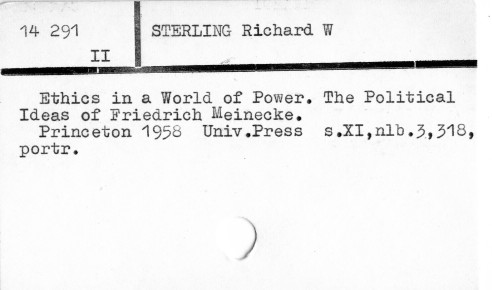 14 291 STERLING Richard W
II
Ethics in a World of Power. The Political
Ideas of Friedrich Meinecke.
Princeton 1958 Univ.Press s.XI,nlb.3,318,
portr.